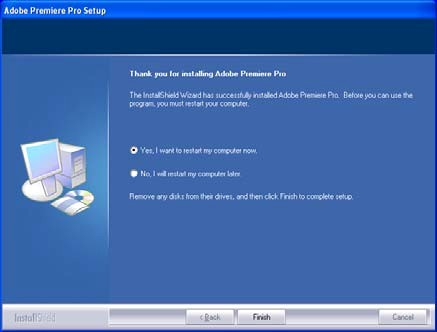 Adobe Premiere Pro Setup
Thank you for installing Adobe Premiere Pro
The InstallShield Wizard has successfully installed Adobe Premiere Pro. Before you can use the
program, you must restart your computer.
Yes, I want to restart my computer now.
No, I will restart my computer later.
Remove any disks from their drives, and then click Finish to complete setup.
InstallShield
< Back
Finish
Cancel